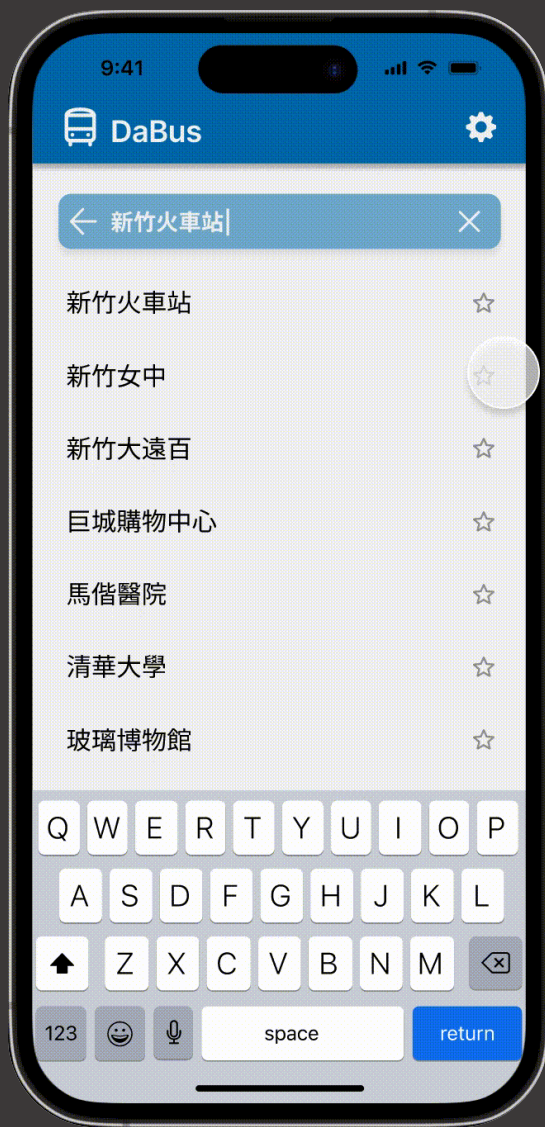 9:41
DaBus
新竹火車站
新竹火車站
新竹女中
新竹大遠百
巨城購物中心
馬偕醫院
清華大學
玻璃博物館
Q W E R T Y U I O P
A S D F G H J K L
Z X C V B N M
123 space return